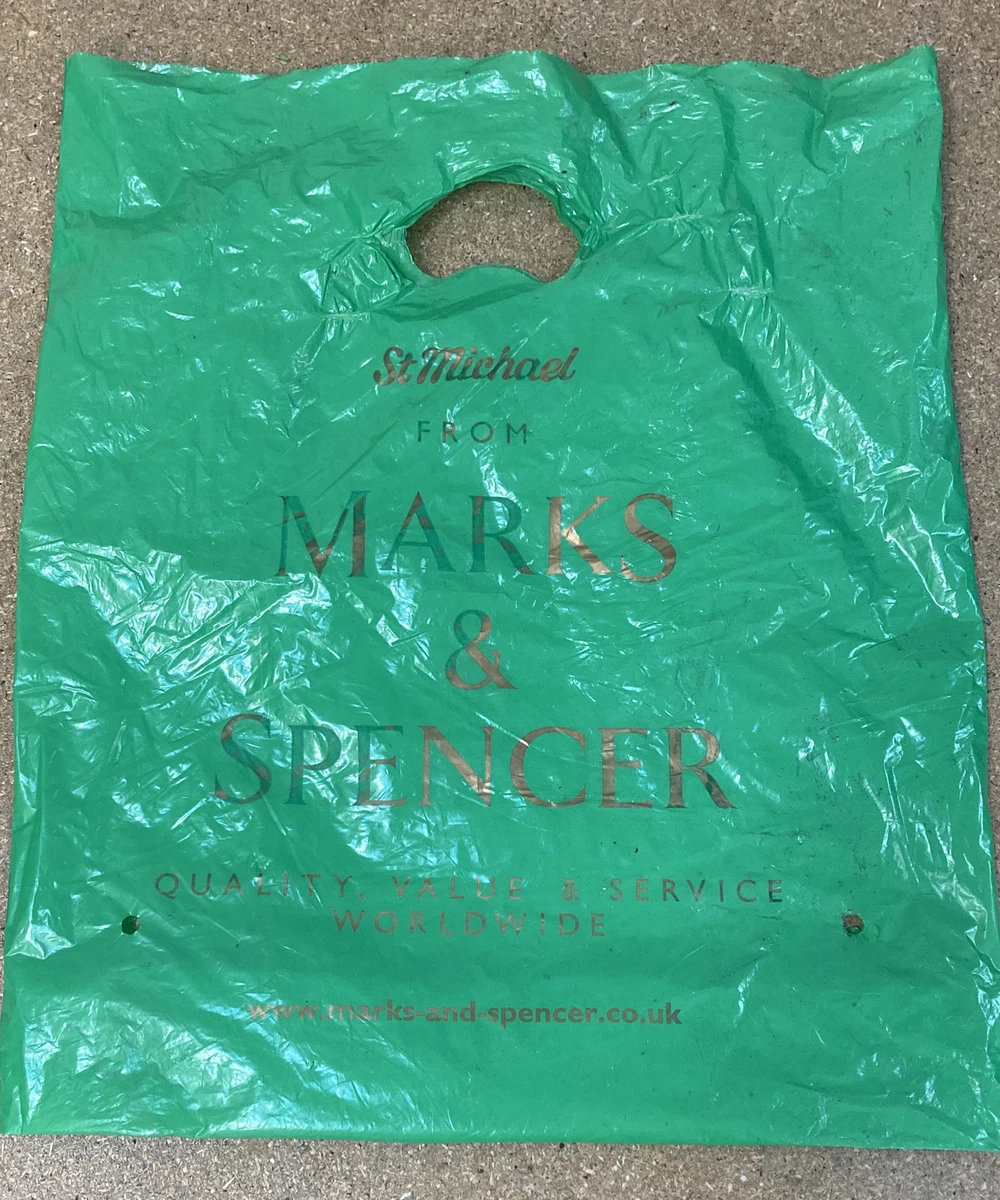 St Michael
FROM
MARKS
&
SPENCER
QUALITY, VALUE & SERVICE
WORLDWIDE
www.marks-and-spencer.co.uk